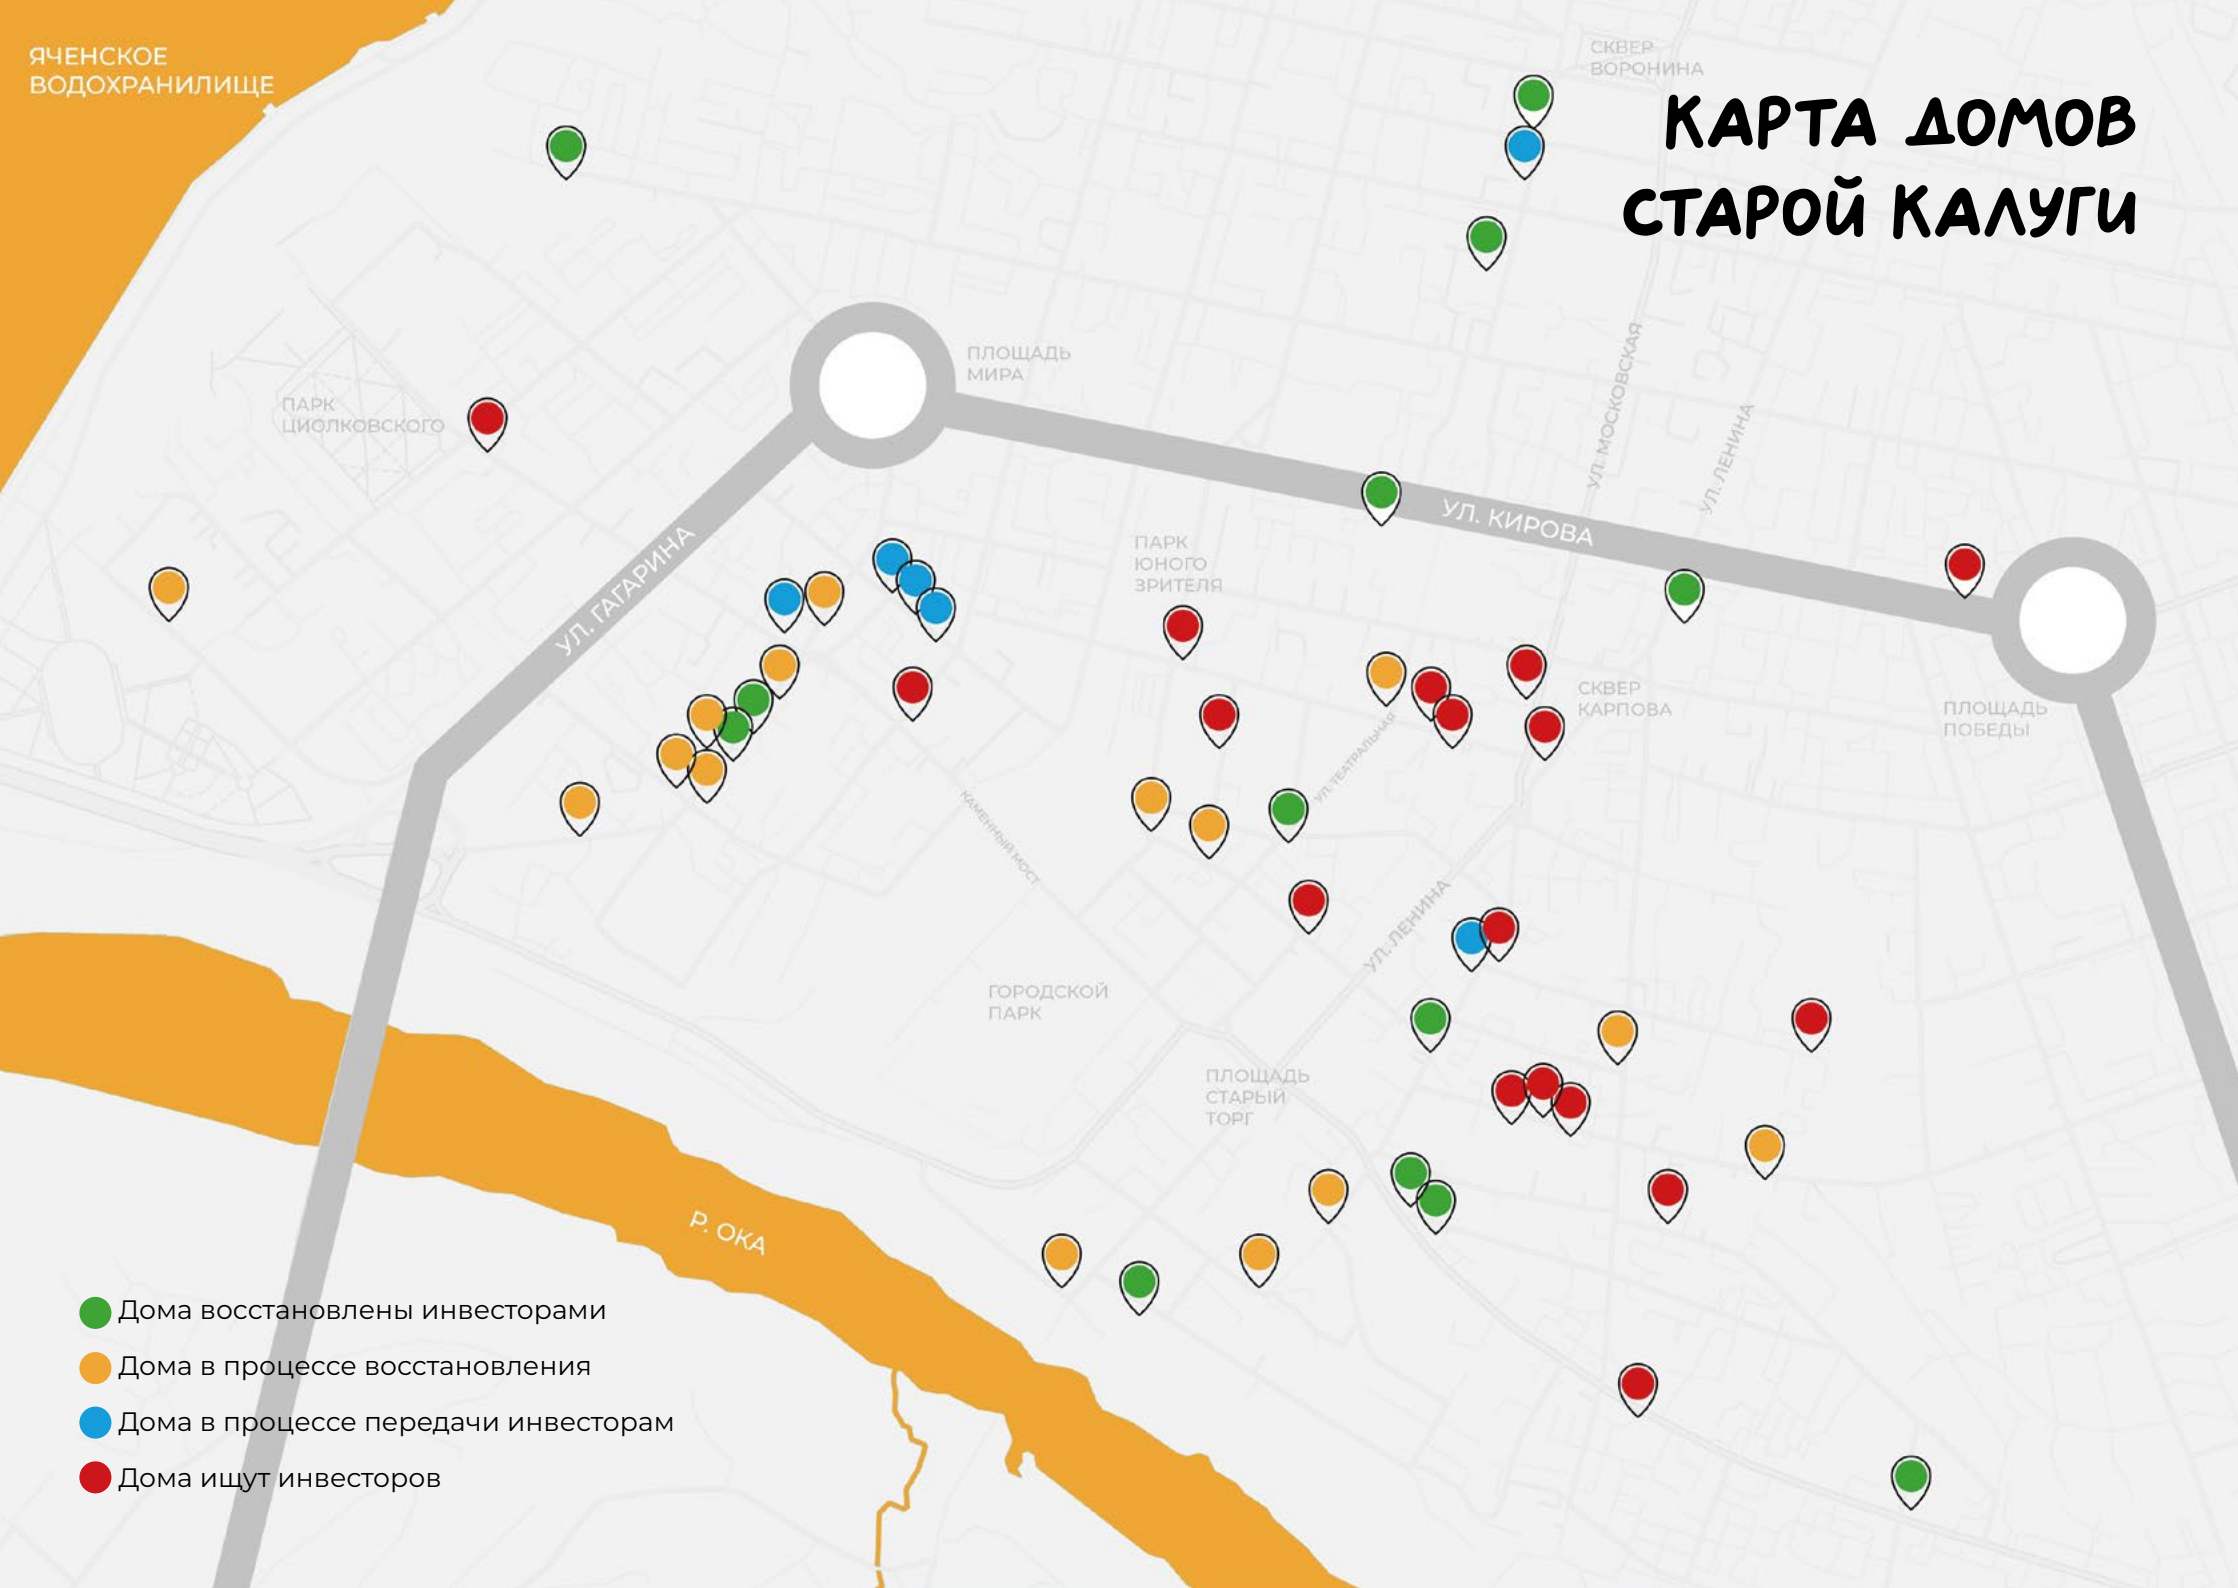 ЯЧЕНСКОЕ
ВОДОХРАНИЛИЩЕ
СКВЕР
ВОРОНИНА
КАРТА ДОМОВ
СТАРОЙ КАЛУГИ
ПЛОЩАДЬ
МИРА
ПАРК
ЦИОЛКОВСКОГО
УЛ. МОСКОВСКАЯ
УЛ. ЛЕНИНА
УЛ. КИРОВА
УЛ. ГАГАРИНА
ПАРК
ЮНОГО
ЗРИТЕЛЯ
СКВЕР
КАРПОВА
ПЛОЩАДЬ
ПОБЕДЫ
УЛ. ТЕАТРАЛЬНАЯ
КАМЕННЫЙ МОСТ
УЛ. ЛЕНИНА
ГОРОДСКОЙ
ПАРК
ПЛОЩАДЬ
СТАРЫЙ
ТОРГ
Р. ОКА
Дома восстановлены инвесторами
Дома в процессе восстановления
Дома в процессе передачи инвесторам
Дома ищут инвесторов